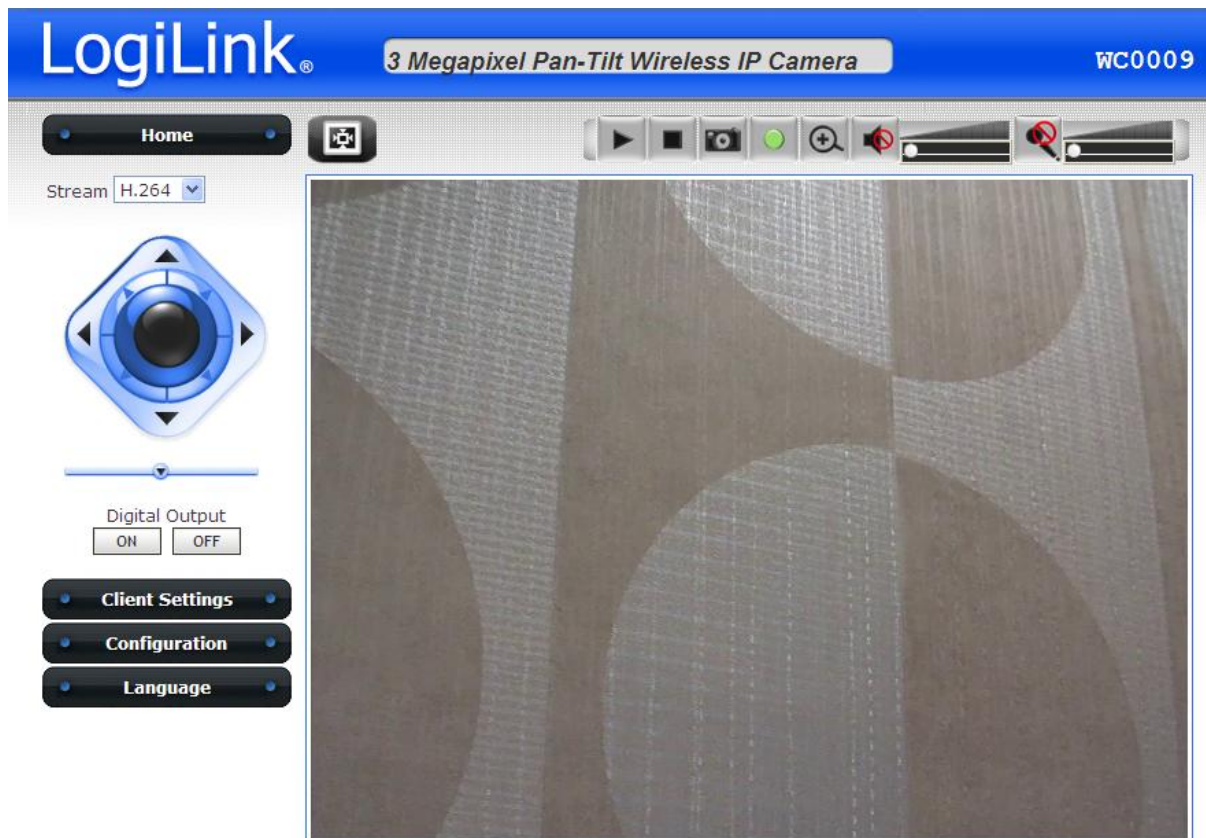 LogiLink®
3 Megapixel Pan-Tilt Wireless IP Camera
WC0009
Home
Stream H.264
Digital Output
ON OFF
Client Settings
Configuration
Language